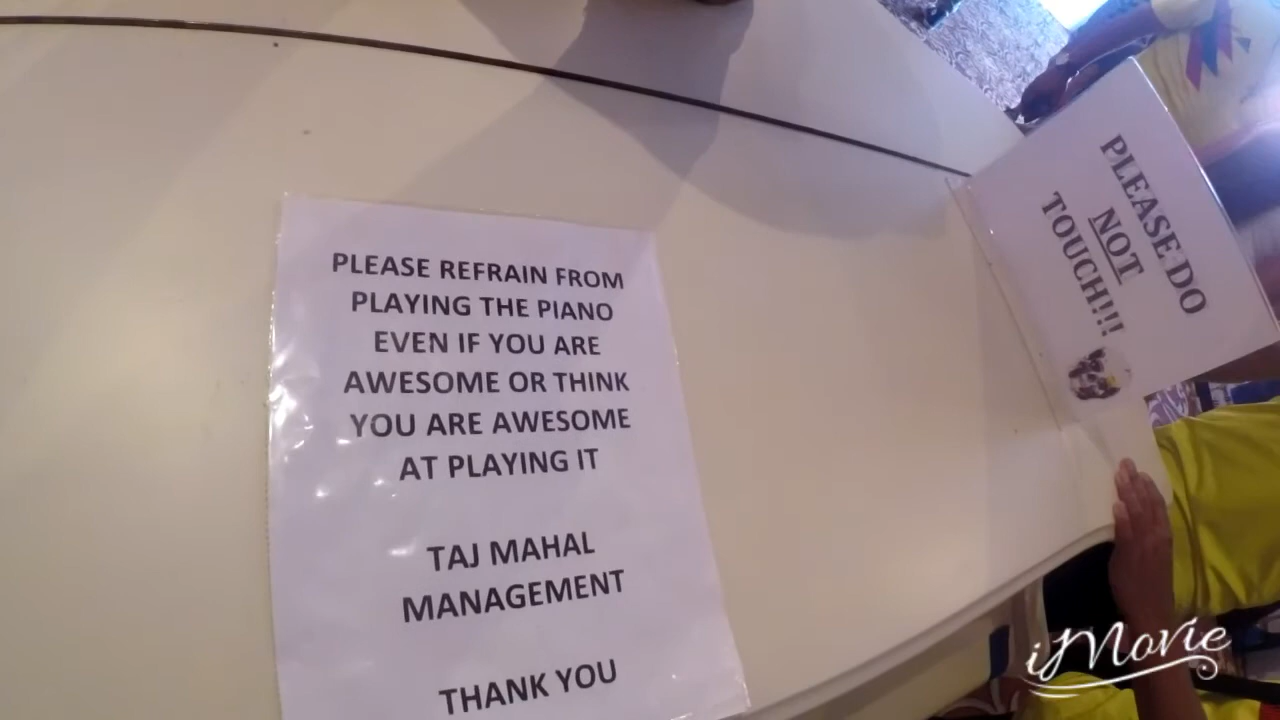 PLEASE REFRAIN FROM
PLAYING THE PIANO
EVEN IF YOU ARE
AWESOME OR THINK
YOU ARE AWESOME
AT PLAYING IT
TAJ MAHAL
MANAGEMENT
THANK YOU
PLEASE DO
NOT
TOUCH!!!
iMovie